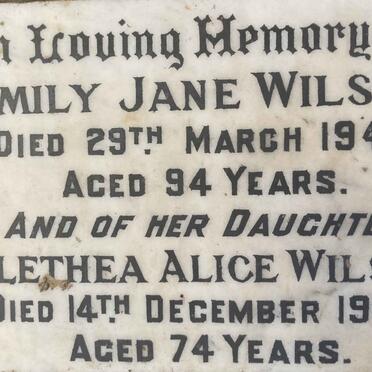 n Loving Memory
MILY JANE WILS
DIED 29TH MARCH 194
AGED 94 YEARS.
AND OF HER DAUGHTE
LETHEA ALICE WILS
DIED 14TH DECEMBER 19
AGED 74 YEARS.